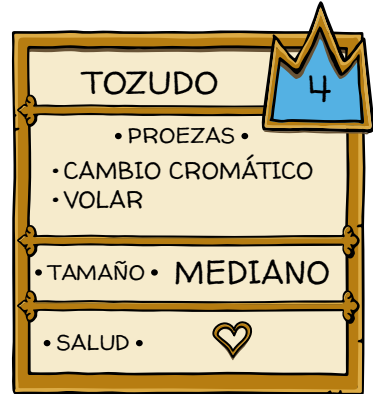 TOZUDO
4
• PROEZAS •
• CAMBIO CROMÁTICO
• VOLAR
• TAMAÑO • MEDIANO
• SALUD •